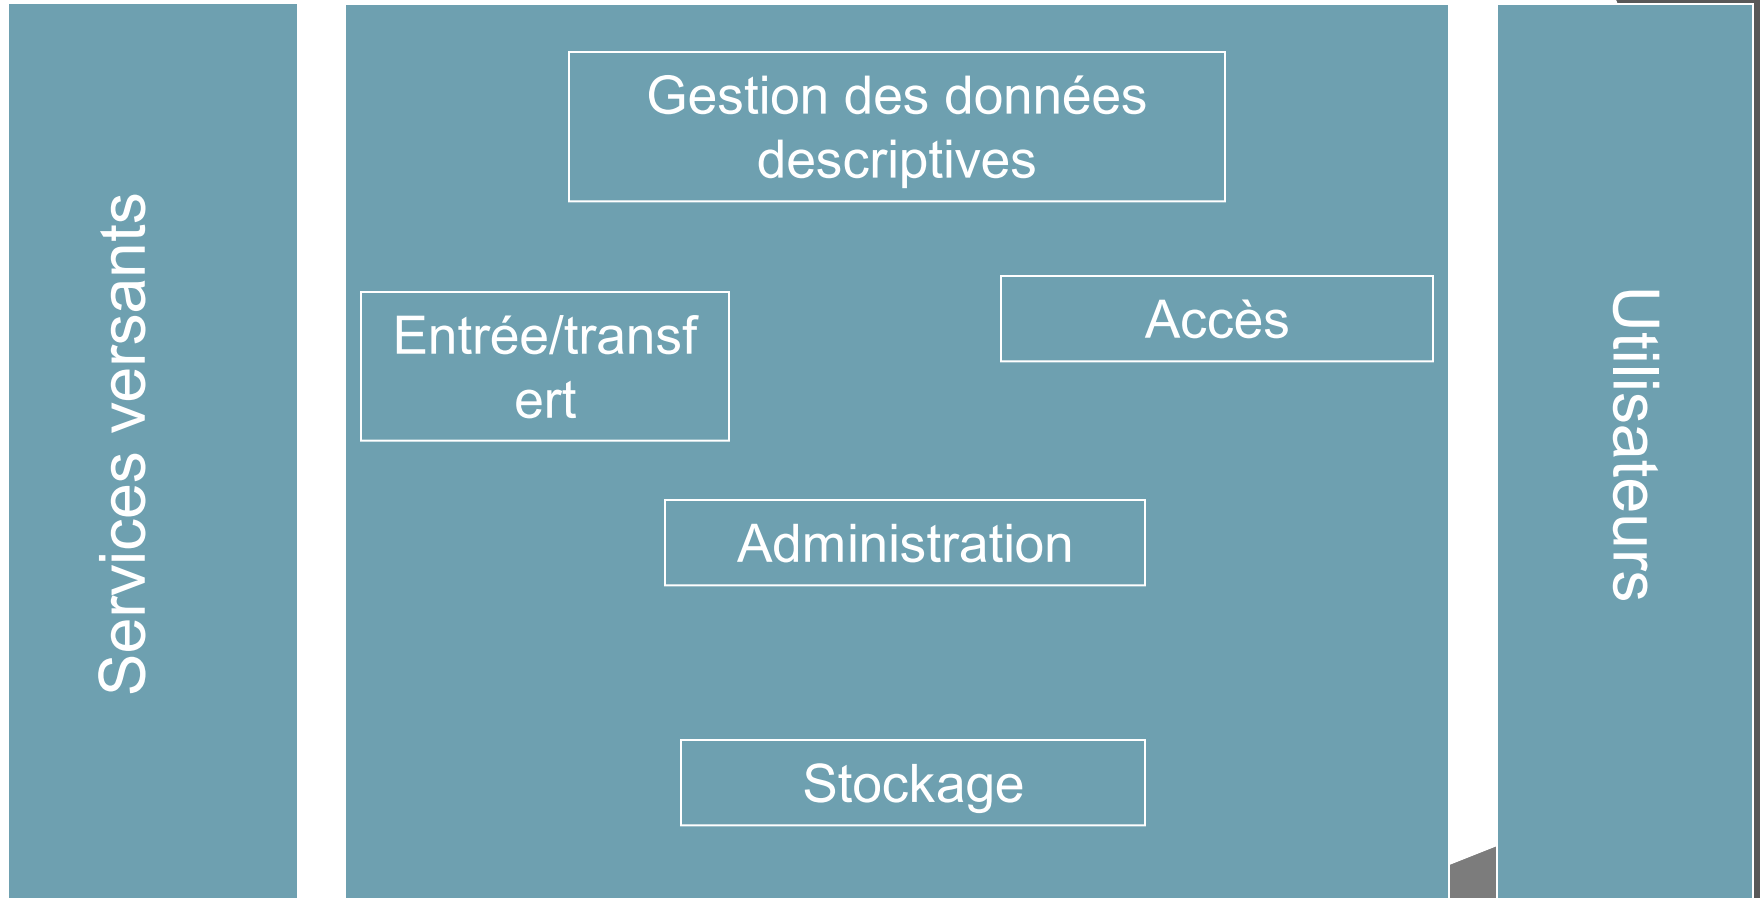 Services versants
Gestion des données
descriptives
Entrée/transf
ert
Accès
Administration
Stockage
Utilisateurs